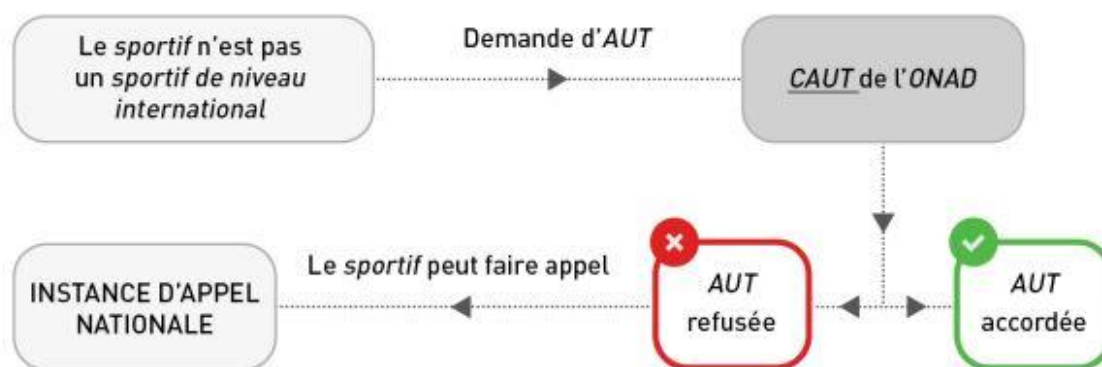 Le sportif n'est pas
un sportif de niveau
international
Demande d'AUT
CAUT de l'ONAD
INSTANCE D'APPEL
NATIONALE
Le sportif peut faire appel
AUT
refusée
AUT
accordée